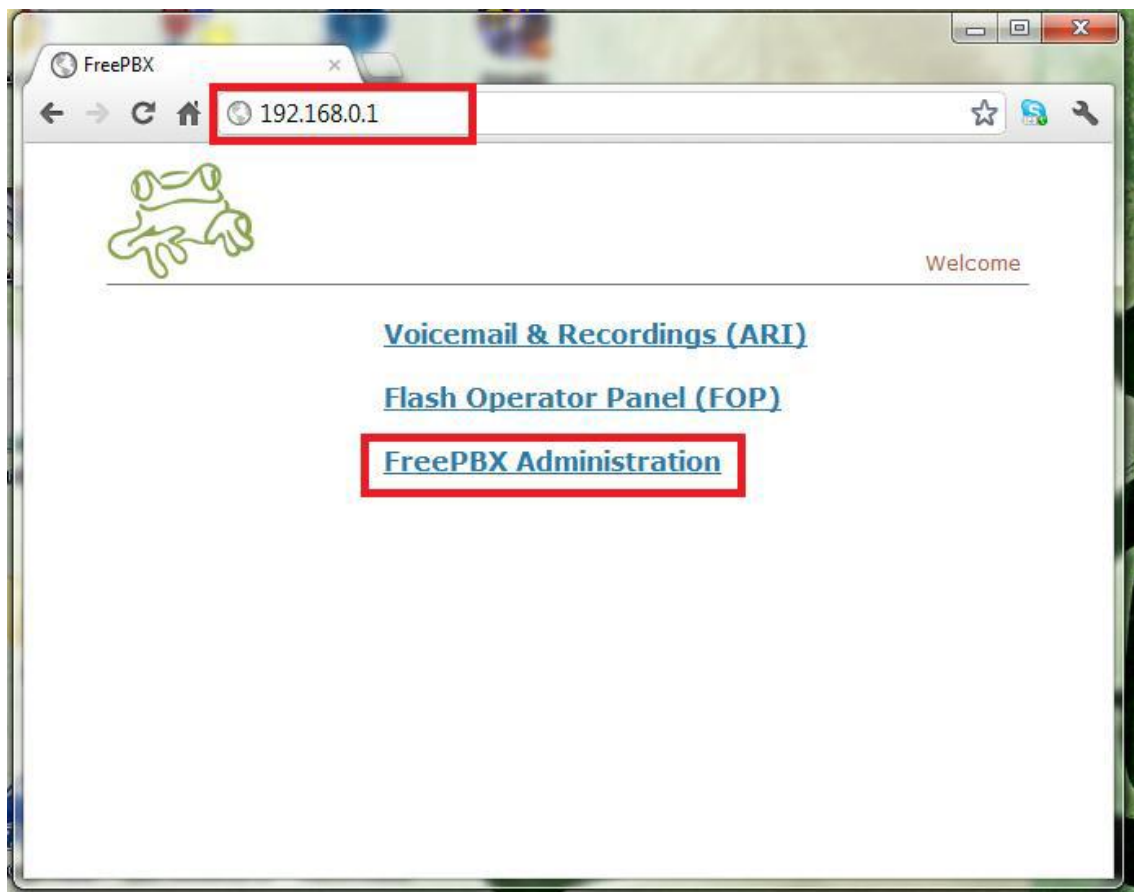 FreePBX
192.168.0.1
Welcome
Voicemail & Recordings (ARI)
Flash Operator Panel (FOP)
FreePBX Administration